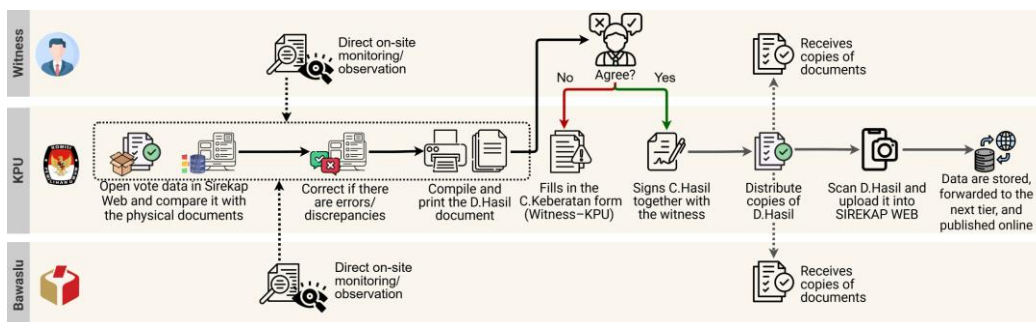 Witness
Direct on-site
monitoring/
observation
Agree?
No
Yes
Receives
copies of
documents
KPU
KOMISI
Open vote data in Sirekap
Web and compare it with
the physical documents
Correct if there
are errors/
discrepancies
Compile and
print the D.Hasil
document
Fills in the
C.Keberatan form
(Witness–KPU)
Signs C.Hasil
together with
the witness
Distribute
copies of
D.Hasil
Scan D.Hasil and
upload it into
SIREKAP WEB
Data are stored,
forwarded to the
next tier, and
published online
Bawaslu
Direct on-site
monitoring/
observation
Receives
copies of
documents